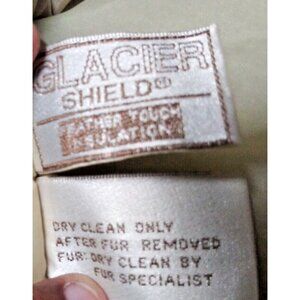 GLACIER
SHIELD®
FEATHER TOUCH
INSULATION
DRY CLEAN ONLY
AFTER FUR REMOVED
FUR: DRY CLEAN BY
FUR SPECIALIST